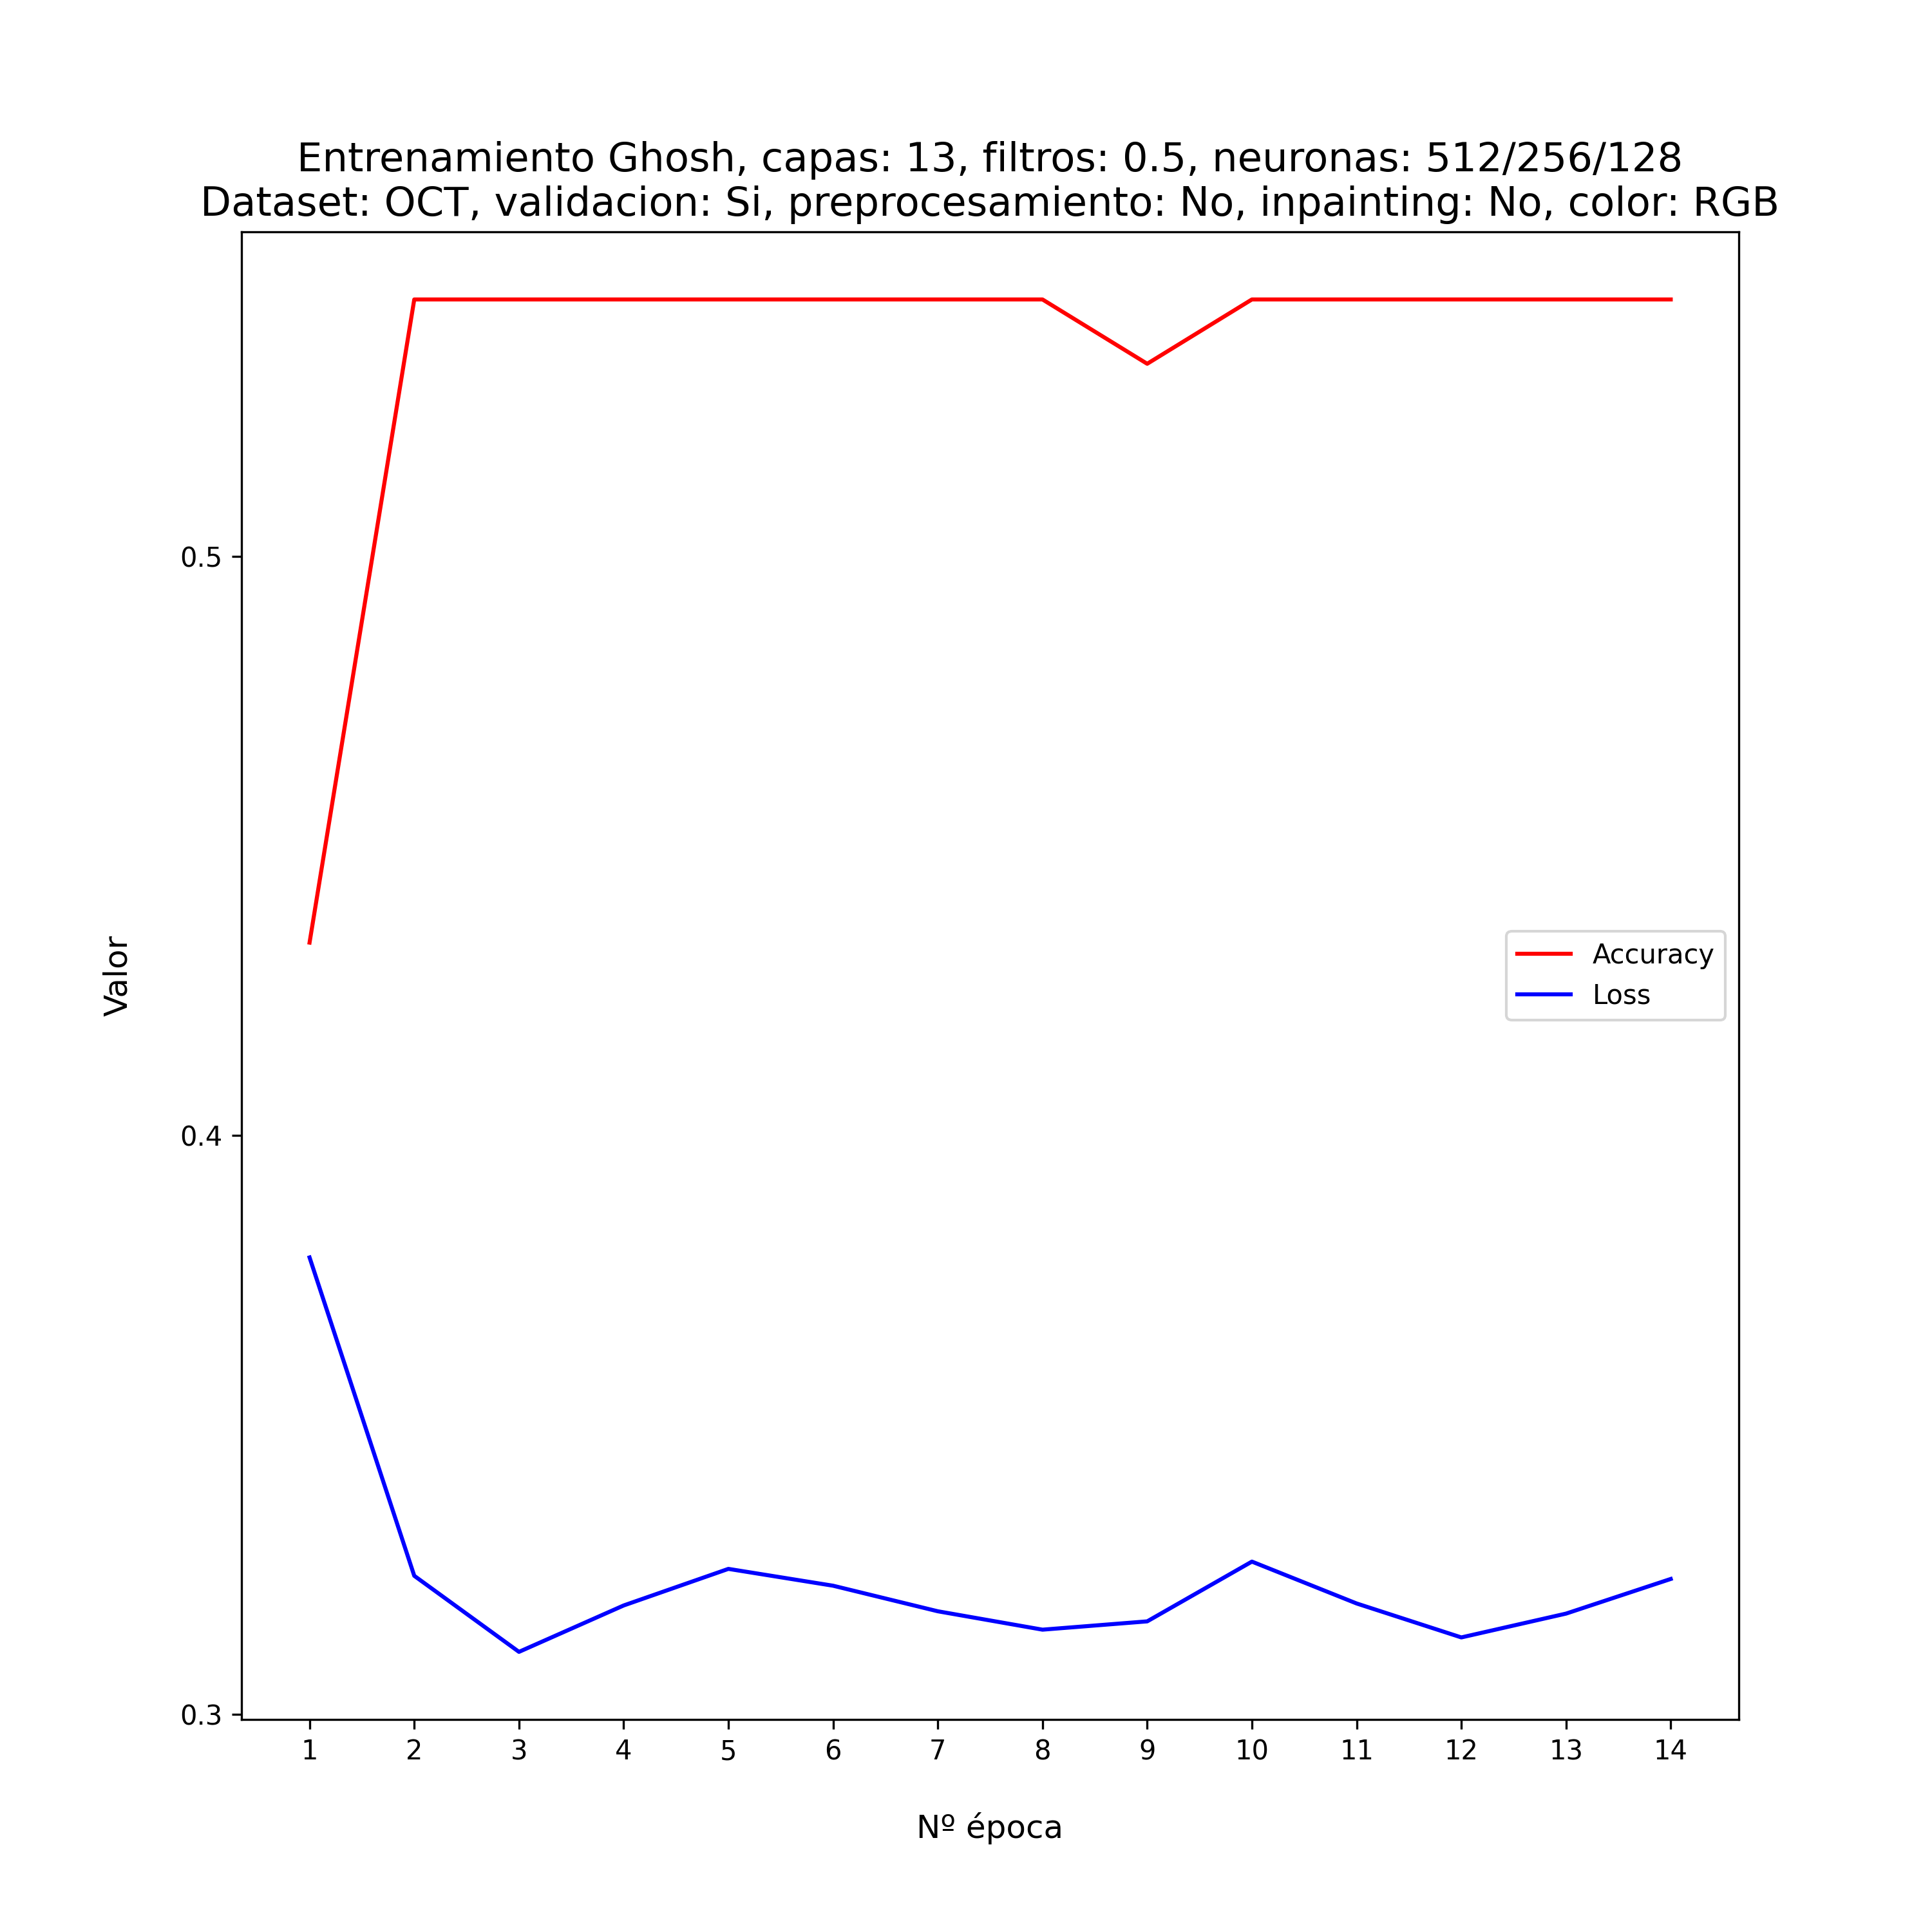 Entrenamiento Ghosh, capas: 13, filtros: 0.5, neuronas: 512/256/128
Dataset: OCT, validacion: Si, preprocesamiento: No, inpainting: No, color: RGB
0.5
0.4
0.3
Valor
Accuracy
Loss
1 2 3 4 5 6 7 8 9 10 11 12 13 14
Nº época